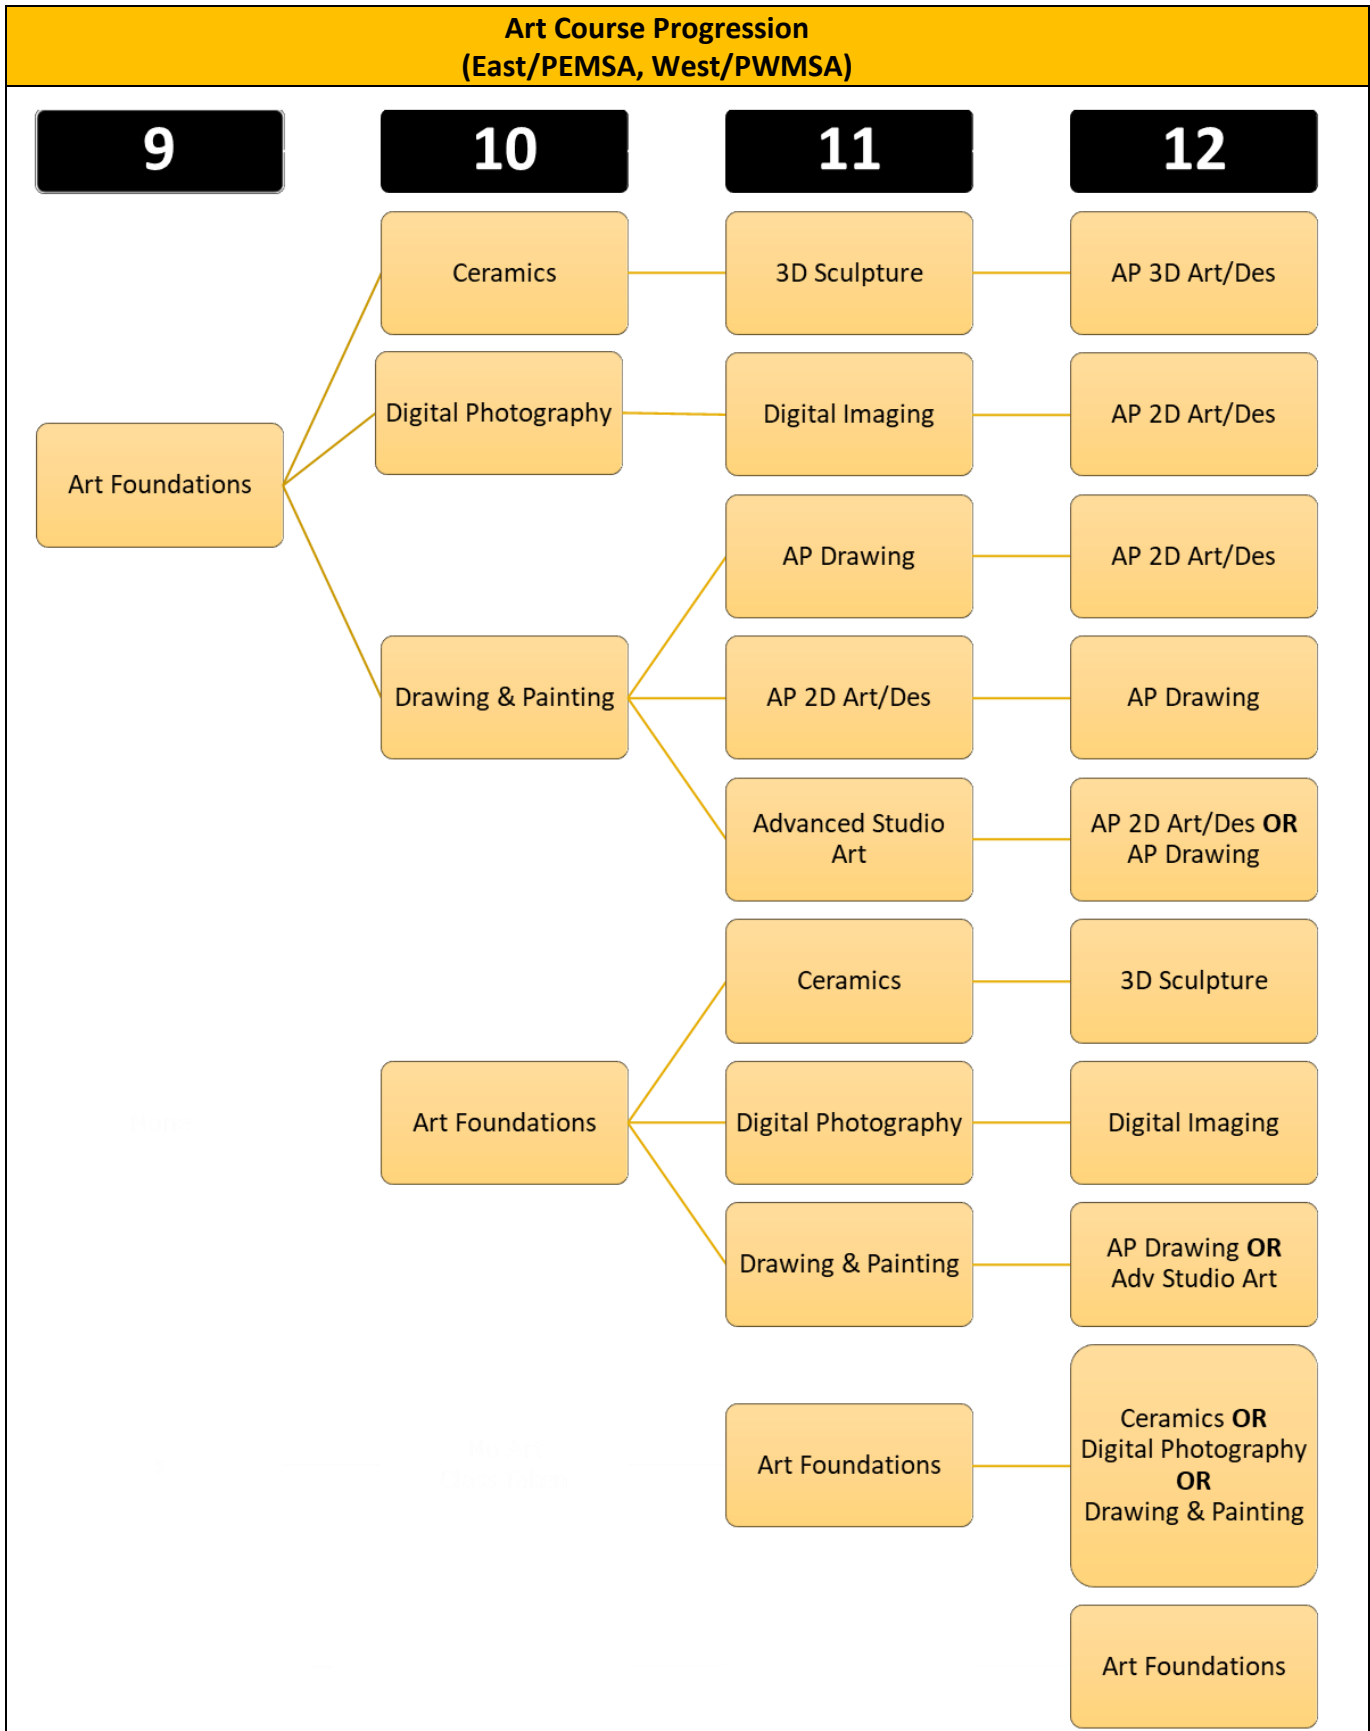 Art Course Progression
(East/PEMSA, West/PWMSA)
9
10
11
12
Ceramics
3D Sculpture
AP 3D Art/Des
Digital Photography
Digital Imaging
AP 2D Art/Des
Art Foundations
AP Drawing
AP 2D Art/Des
Drawing & Painting
AP 2D Art/Des
AP Drawing
Advanced Studio
Art
AP 2D Art/Des OR
AP Drawing
Ceramics
3D Sculpture
Art Foundations
Digital Photography
Digital Imaging
Drawing & Painting
AP Drawing OR
Adv Studio Art
Art Foundations
Ceramics OR
Digital Photography
OR
Drawing & Painting
Art Foundations